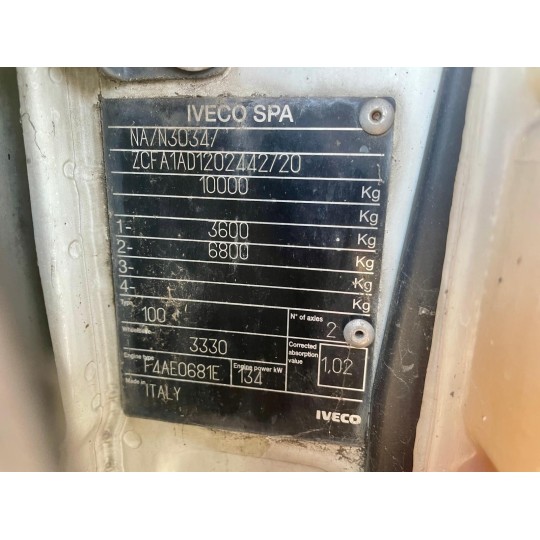 IVECO SPA
NA/N3034/
ZCFA1AD1202442/20
10000 Kg
Kg
1- 3600 Kg
2- 6800 Kg
3- Kg
4- Kg
Type 100 N° of axles 2
Wheelbase 3330 Corrected absorption value 1,02
Engine type F4AE0681E Engine power kW 134
Made in ITALY
IVECO